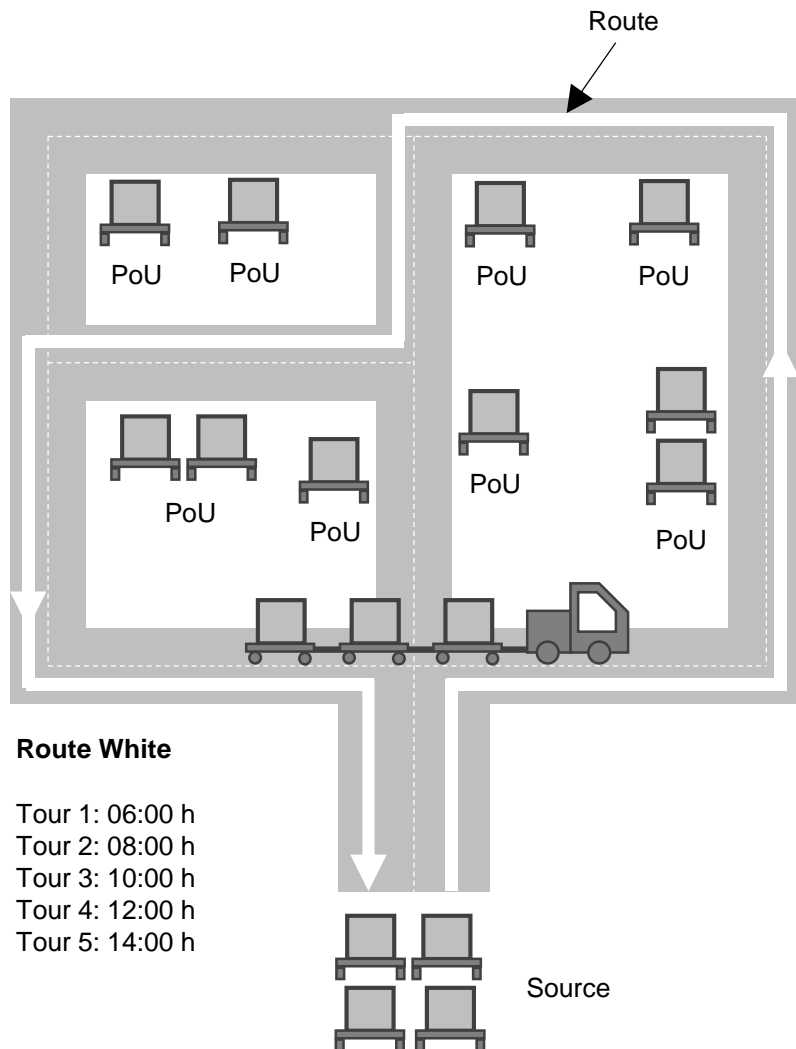 Route
PoU
PoU
PoU
PoU
PoU
PoU
PoU
PoU
Route White
Tour 1: 06:00 h
Tour 2: 08:00 h
Tour 3: 10:00 h
Tour 4: 12:00 h
Tour 5: 14:00 h
Source